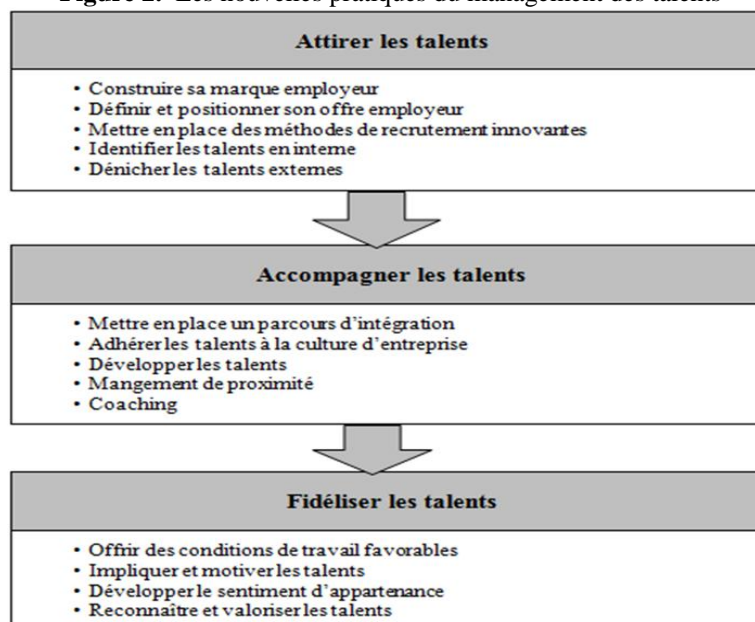 Figure 2: Les nouvelles pratiques du management des talents
Attirer les talents
• Construire sa marque employeur
• Définir et positionner son offre employeur
• Mettre en place des méthodes de recrutement innovantes
• Identifier les talents en interne
• Dénicher les talents externes
Accompagner les talents
• Mettre en place un parcours d'intégration
• Adhérer les talents à la culture d'entreprise
• Développer les talents
• Mangement de proximité
• Coaching
Fidéliser les talents
• Offrir des conditions de travail favorables
• Impliquer et motiver les talents
• Développer le sentiment d'appartenance
• Reconnaître et valoriser les talents